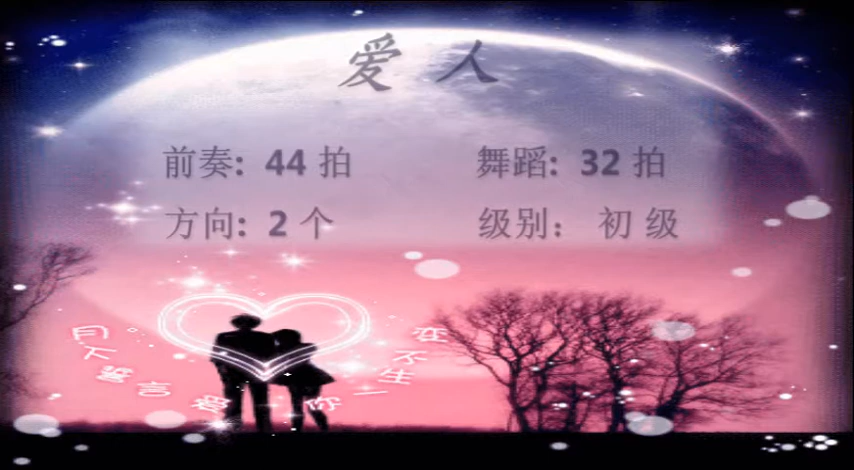 爱 人
前奏: 44 拍
舞蹈: 32 拍
方向: 2 个
级别: 初 级